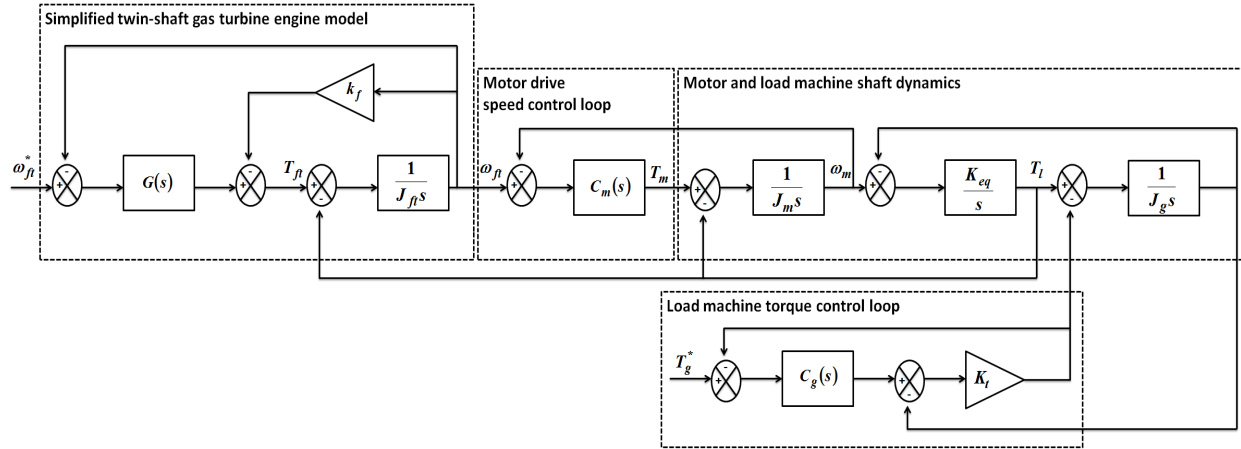 Simplified twin-shaft gas turbine engine model
k_f
Motor drive
speed control loop
Motor and load machine shaft dynamics
ω*_ft
-
+
G(s)
-
+
T_ft
+
-
1
J_ft s
ω_ft
-
+
C_m(s)
T_m
+
-
1
J_m s
ω_m
-
+
K_eq
s
T_l
+
-
1
J_g s
Load machine torque control loop
T*_g
-
+
C_g(s)
+
-
K_t